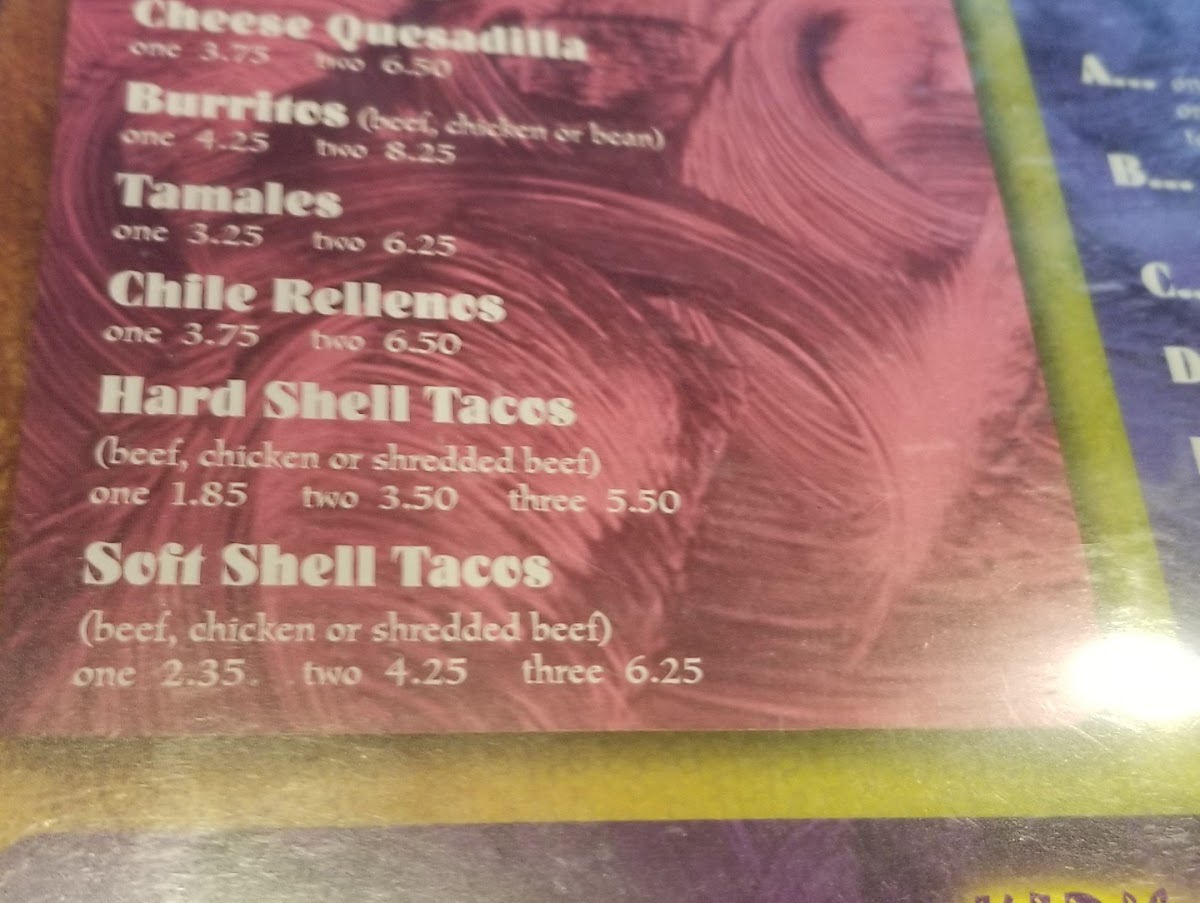 Cheese Quesadilla
one 3.75 two 6.50
Burritos (beef, chicken or bean)
one 4.25 two 8.25
Tamales
one 3.25 two 6.25
Chile Rellenos
one 3.75 two 6.50
Hard Shell Tacos
(beef, chicken or shredded beef)
one 1.85 two 3.50 three 5.50
Soft Shell Tacos
(beef, chicken or shredded beef)
one 2.35. two 4.25 three 6.25
A....
B....
C...
D